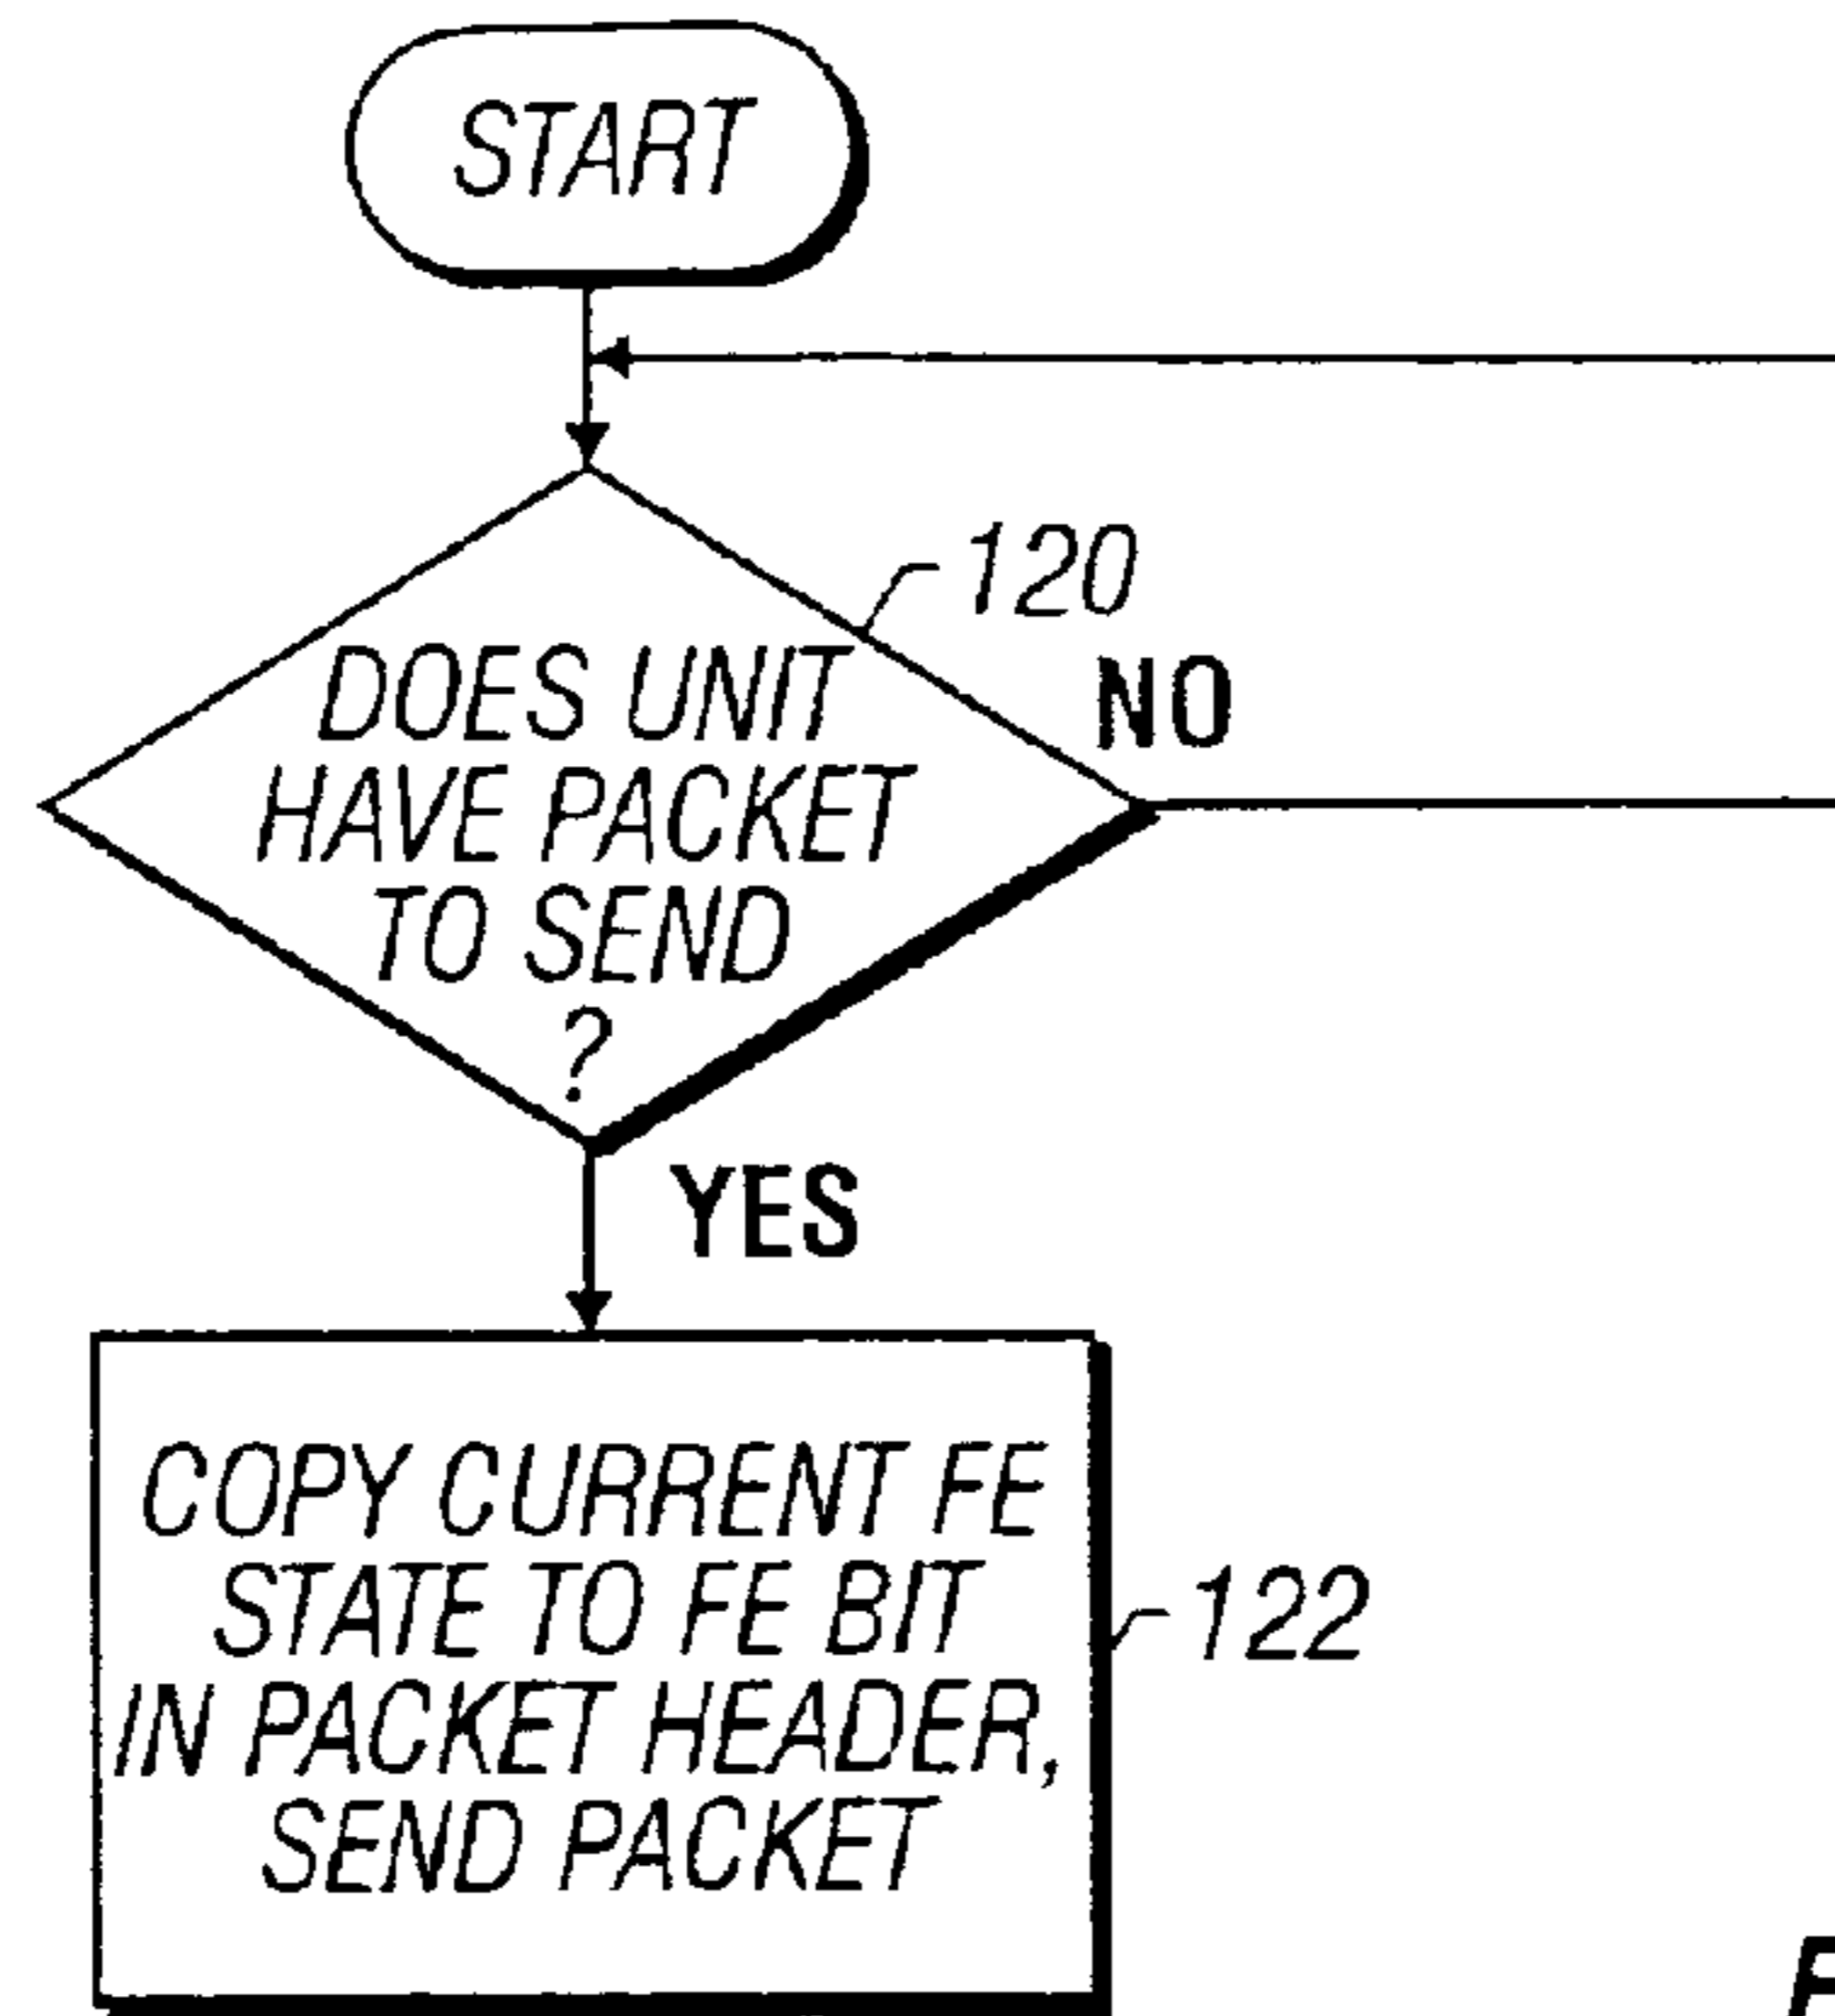 START
120
DOES UNIT
HAVE PACKET
TO SEND
?
NO
YES
COPY CURRENT FE
STATE TO FE BIT
IN PACKET HEADER,
SEND PACKET
122